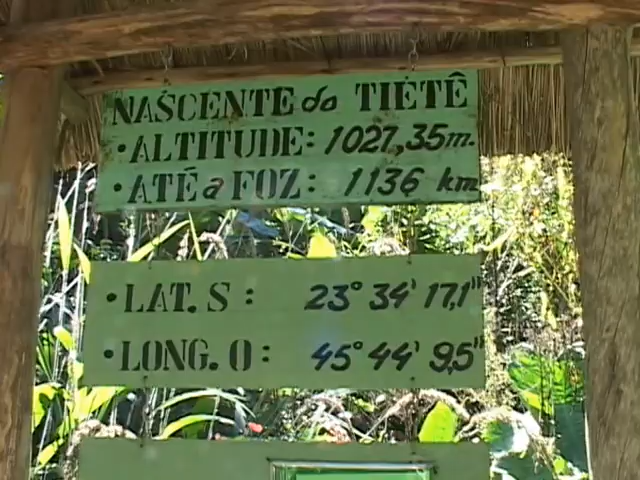 NASCENTE do TIETÊ
• ALTITUDE: 1027,35m.
• ATÉ a FOZ: 1136 km
• LAT. S : 23° 34' 17,1"
• LONG. O : 45° 44' 9,5"